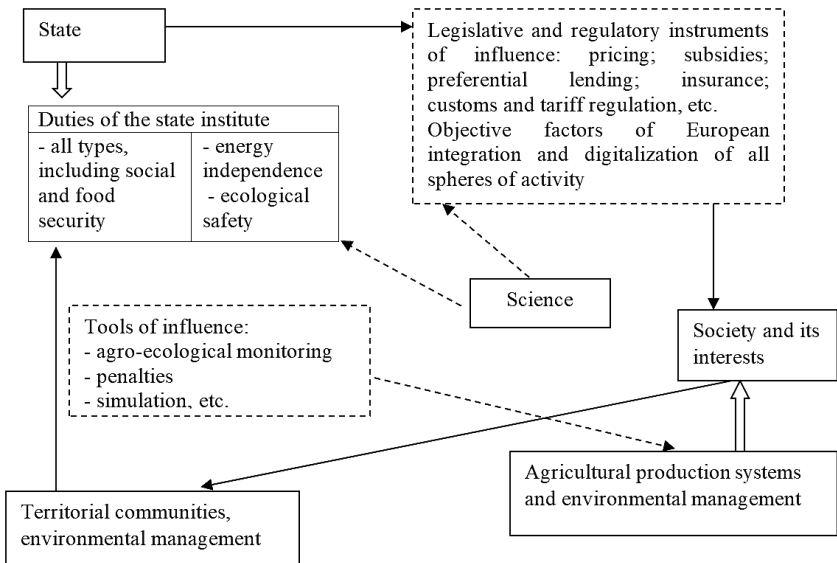 State
Legislative and regulatory instruments
of influence: pricing; subsidies;
preferential lending; insurance;
customs and tariff regulation, etc.
Objective factors of European
integration and digitalization of all
spheres of activity
Duties of the state institute
- all types,
including social
and food
security
- energy
independence
- ecological
safety
Science
Tools of influence:
- agro-ecological monitoring
- penalties
- simulation, etc.
Society and its
interests
Agricultural production systems
and environmental management
Territorial communities,
environmental management